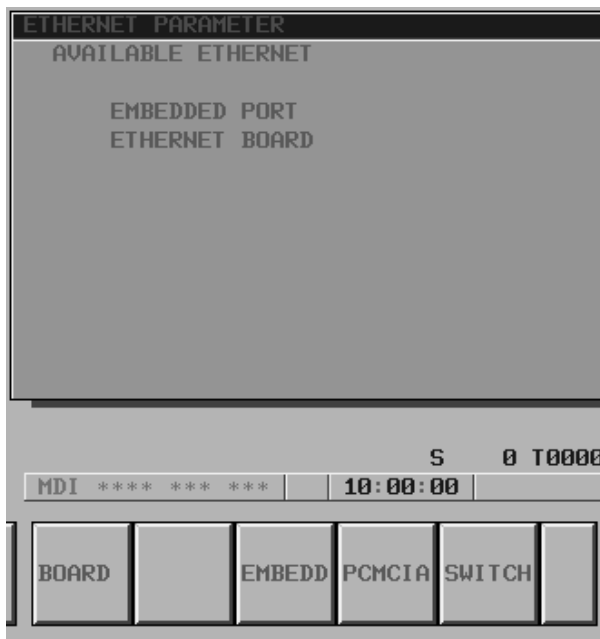 ETHERNET PARAMETER
AVAILABLE ETHERNET
EMBEDDED PORT
ETHERNET BOARD
S 0 T0000
MDI **** *** *** 10:00:00
BOARD EMBEDD PCMCIA SWITCH